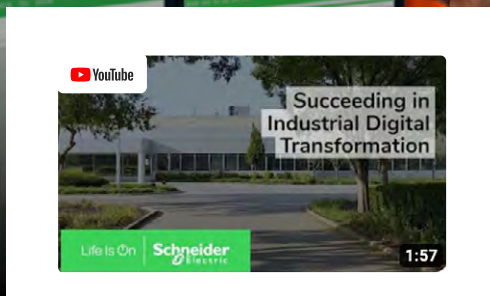 YouTube
Succeeding in
Industrial Digital
Transformation
Life Is On
Schneider
Electric
1:57